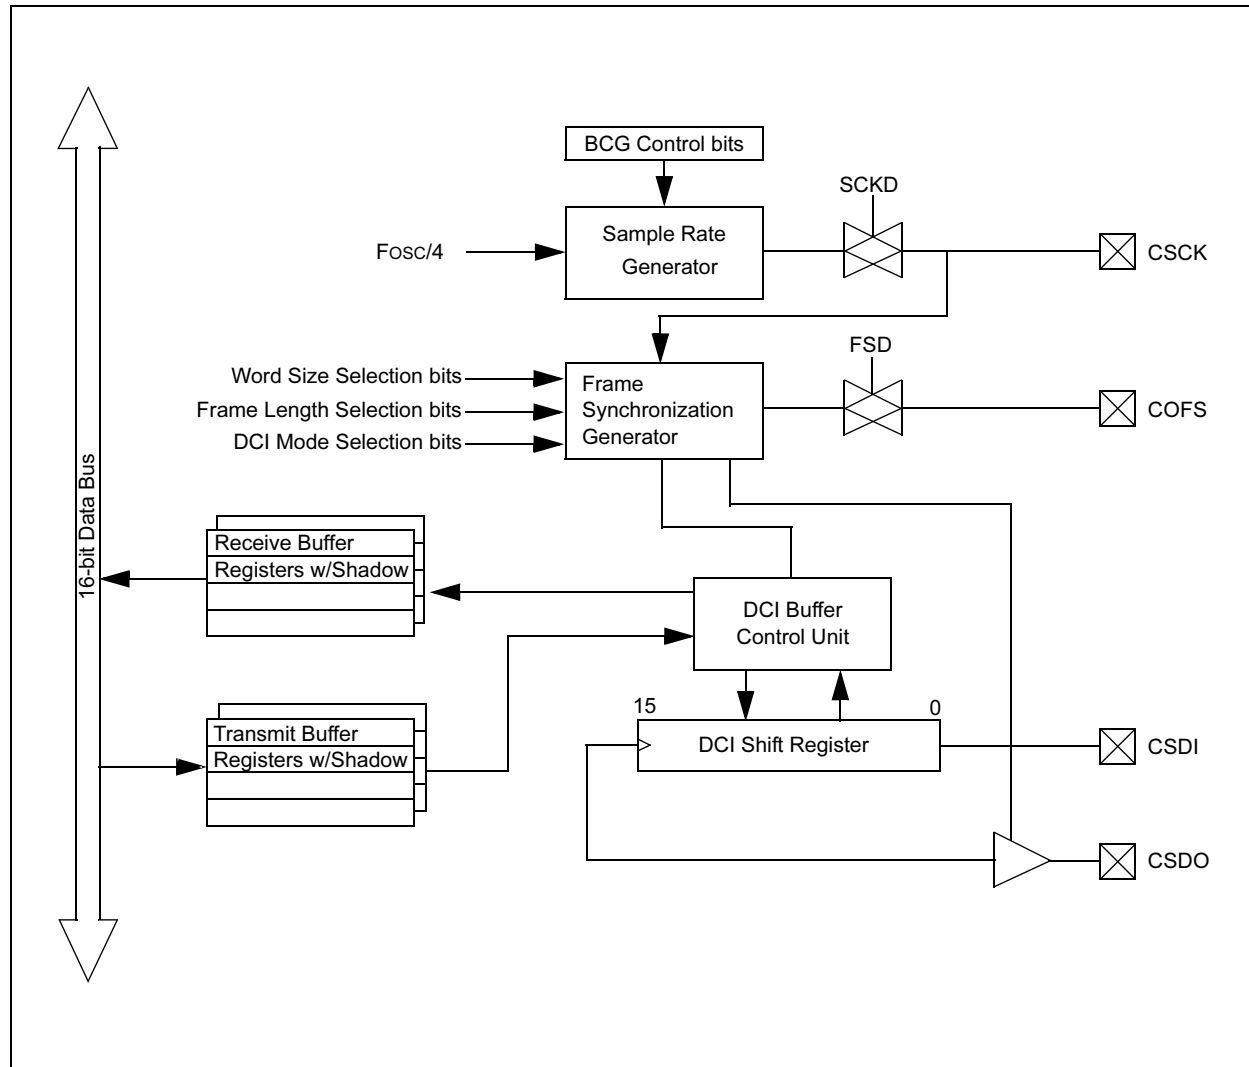 BCG Control bits
SCKD
Sample Rate
Generator
FOSC/4
CSCK
FSD
Word Size Selection bits
Frame Length Selection bits
DCI Mode Selection bits
Frame
Synchronization
Generator
COFS
16-bit Data Bus
Receive Buffer
Registers w/Shadow
DCI Buffer
Control Unit
Transmit Buffer
Registers w/Shadow
15
0
DCI Shift Register
CSDI
CSDO